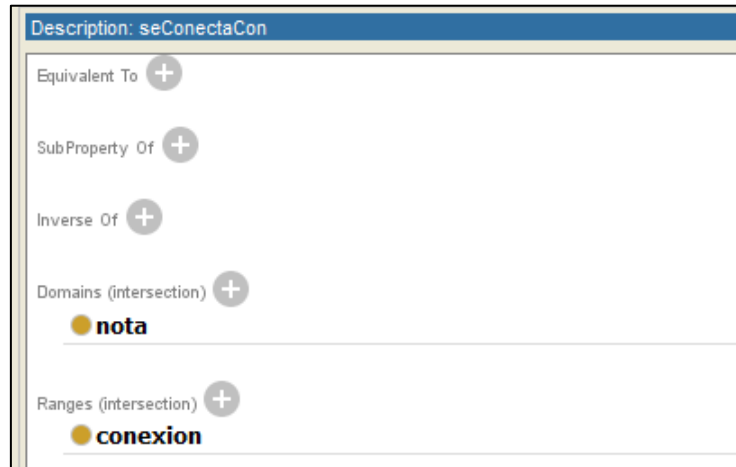 Description: seConectaCon
Equivalent To
SubProperty Of
Inverse Of
Domains (intersection)
nota
Ranges (intersection)
conexion